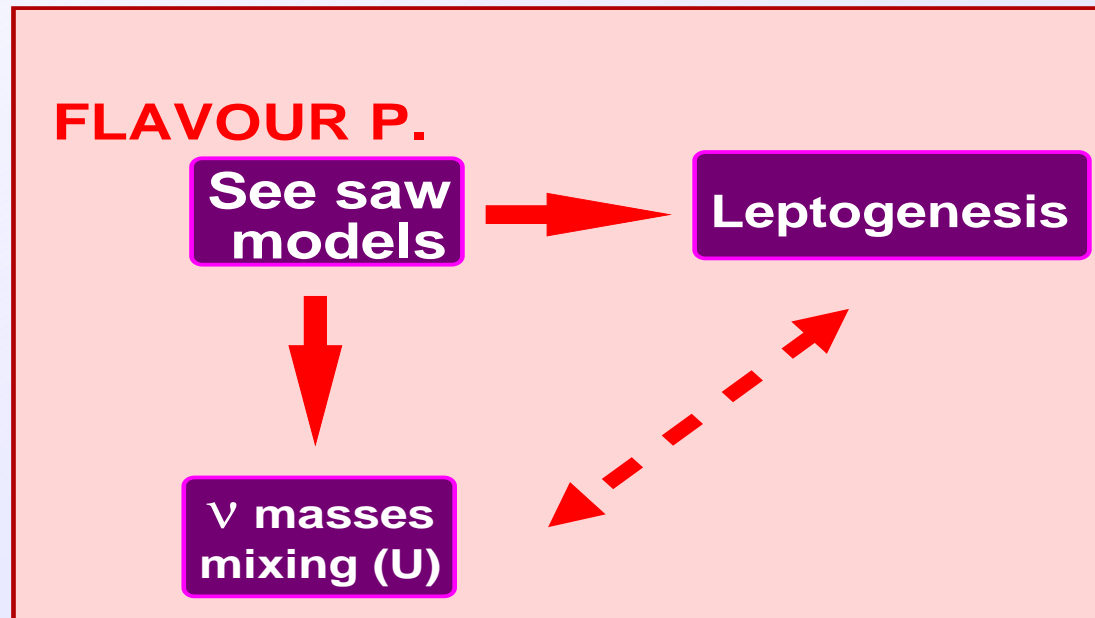 FLAVOUR P.
See saw
models
Leptogenesis
ν masses
mixing (U)